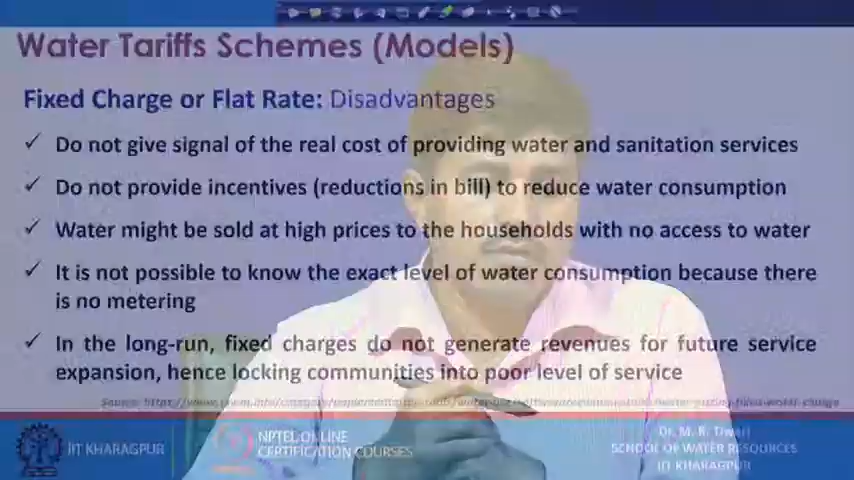 Water Tariffs Schemes (Models)
Fixed Charge or Flat Rate: Disadvantages
✓ Do not give signal of the real cost of providing water and sanitation services
✓ Do not provide incentives (reductions in bill) to reduce water consumption
✓ Water might be sold at high prices to the households with no access to water
✓ It is not possible to know the exact level of water consumption because there
is no metering
✓ In the long-run, fixed charges do not generate revenues for future service
expansion, hence locking communities into poor level of service
Source:
IIT KHARAGPUR
NPTEL ONLINE
CERTIFICATION COURSES
Dr. M. K. Tiwari
SCHOOL OF WATER RESOURCES
IIT KHARAGPUR